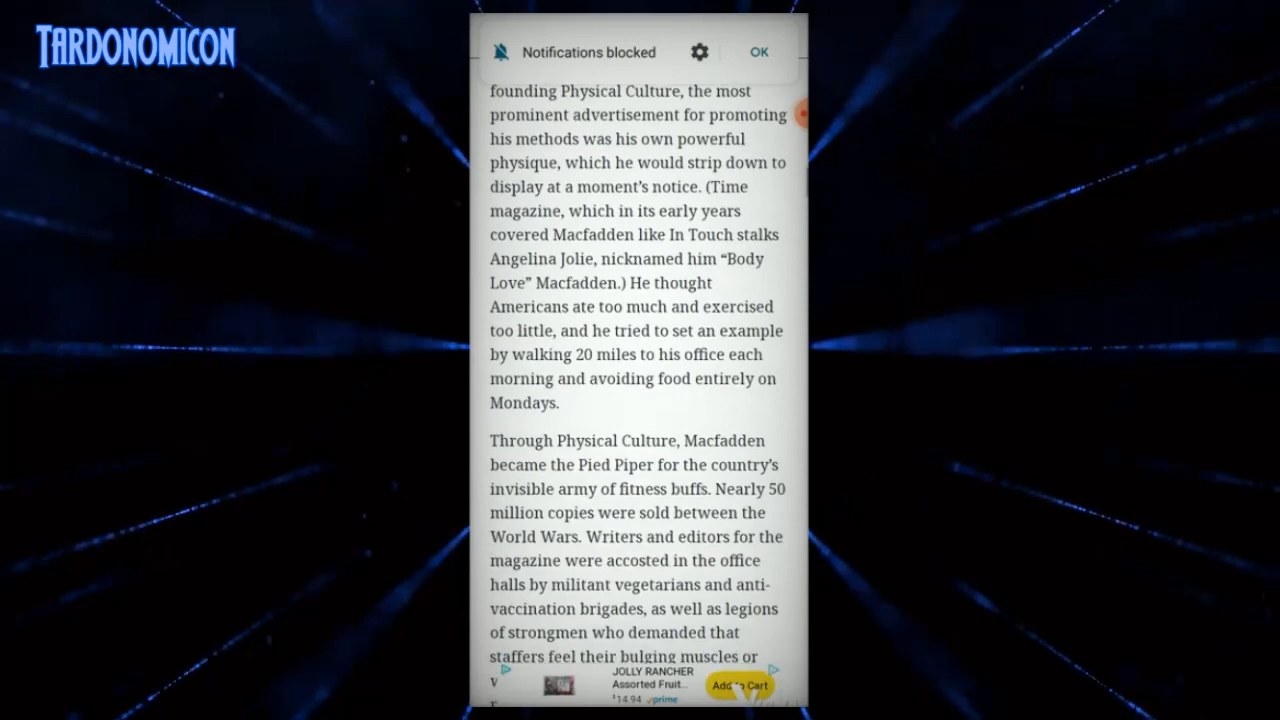 TARDONOMICON
Notifications blocked
OK
founding Physical Culture, the most
prominent advertisement for promoting
his methods was his own powerful
physique, which he would strip down to
display at a moment’s notice. (Time
magazine, which in its early years
covered Macfadden like In Touch stalks
Angelina Jolie, nicknamed him “Body
Love” Macfadden.) He thought
Americans ate too much and exercised
too little, and he tried to set an example
by walking 20 miles to his office each
morning and avoiding food entirely on
Mondays.
Through Physical Culture, Macfadden
became the Pied Piper for the country’s
invisible army of fitness buffs. Nearly 50
million copies were sold between the
World Wars. Writers and editors for the
magazine were accosted in the office
halls by militant vegetarians and anti-
vaccination brigades, as well as legions
of strongmen who demanded that
staffers feel their bulging muscles or
JOLLY RANCHER
Assorted Fruit...
$14.94 prime
Add to Cart